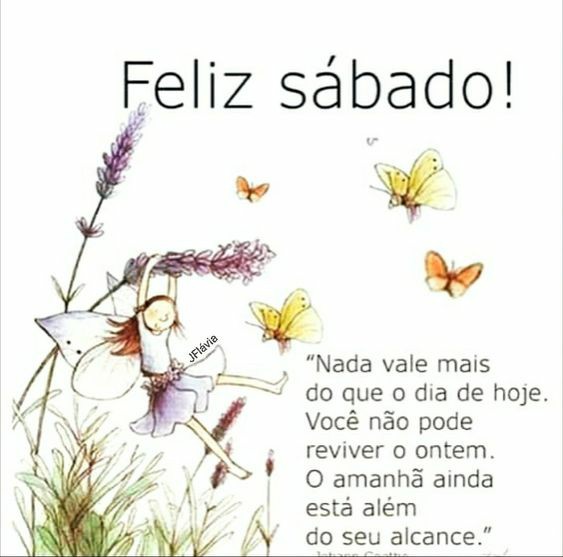 Feliz sábado!
JFlávia
“Nada vale mais
do que o dia de hoje.
Você não pode
reviver o ontem.
O amanhã ainda
está além
do seu alcance.”